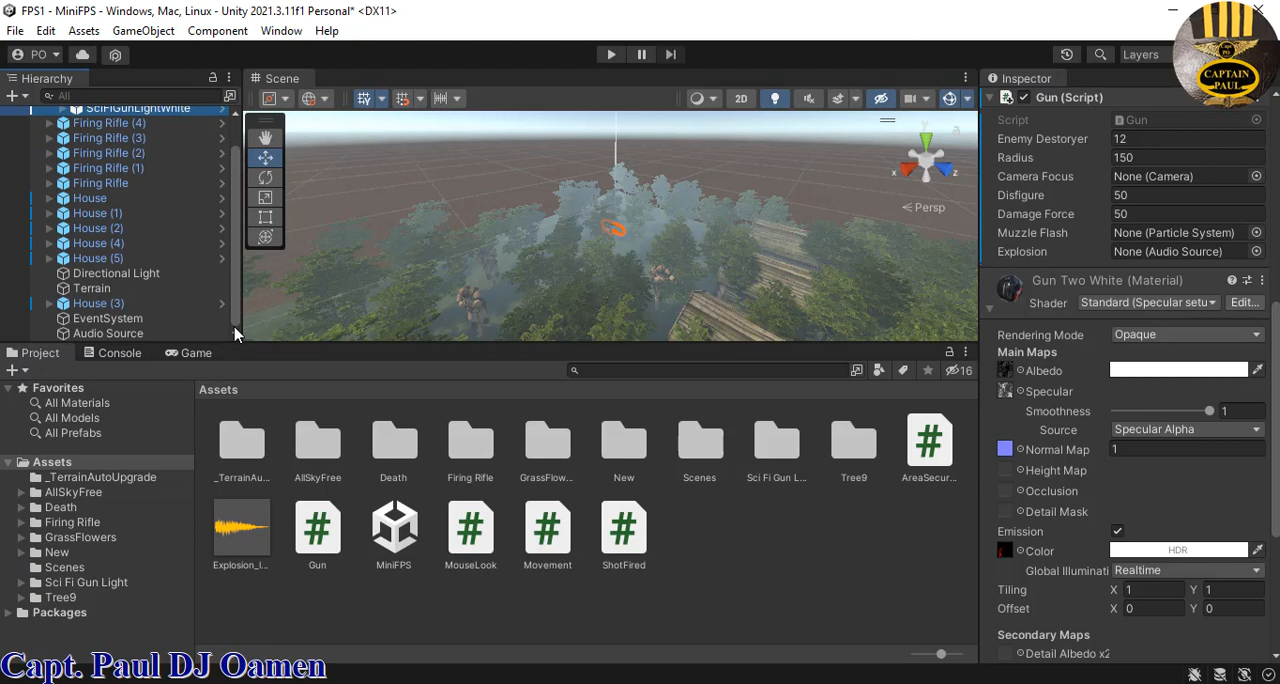 FPS1 - MiniFPS - Windows, Mac, Linux - Unity 2021.3.11f1 Personal* <DX11>
File Edit Assets GameObject Component Window Help
PO Layers
CAPTAIN
PAUL
Hierarchy
All
SciFiGunLightWhite
Firing Rifle (4)
Firing Rifle (3)
Firing Rifle (2)
Firing Rifle (1)
Firing Rifle
House
House (1)
House (2)
House (4)
House (5)
Directional Light
Terrain
House (3)
EventSystem
Audio Source
Scene
2D
x
z
Persp
Inspector
Gun (Script)
Script Gun
Enemy Destoryer 12
Radius 150
Camera Focus None (Camera)
Disfigure 50
Damage Force 50
Muzzle Flash None (Particle System)
Explosion None (Audio Source)
Gun Two White (Material)
Shader Standard (Specular setu Edit...
Rendering Mode Opaque
Main Maps
Albedo
Specular
Smoothness 1
Source Specular Alpha
Normal Map 1
Height Map
Occlusion
Detail Mask
Emission
Color HDR
Global Illuminati Realtime
Tiling X 1 Y 1
Offset X 0 Y 0
Secondary Maps
Detail Albedo x2
Project Console Game
16
Favorites
All Materials
All Models
All Prefabs
Assets
_TerrainAutoUpgrade
AllSkyFree
Death
Firing Rifle
GrassFlowers
New
Scenes
Sci Fi Gun Light
Tree9
Packages
Assets
_TerrainAu... AllSkyFree Death Firing Rifle GrassFlow... New Scenes Sci Fi Gun L... Tree9 AreaSecur...
Explosion_I... Gun MiniFPS MouseLook Movement ShotFired
Capt. Paul DJ Oamen